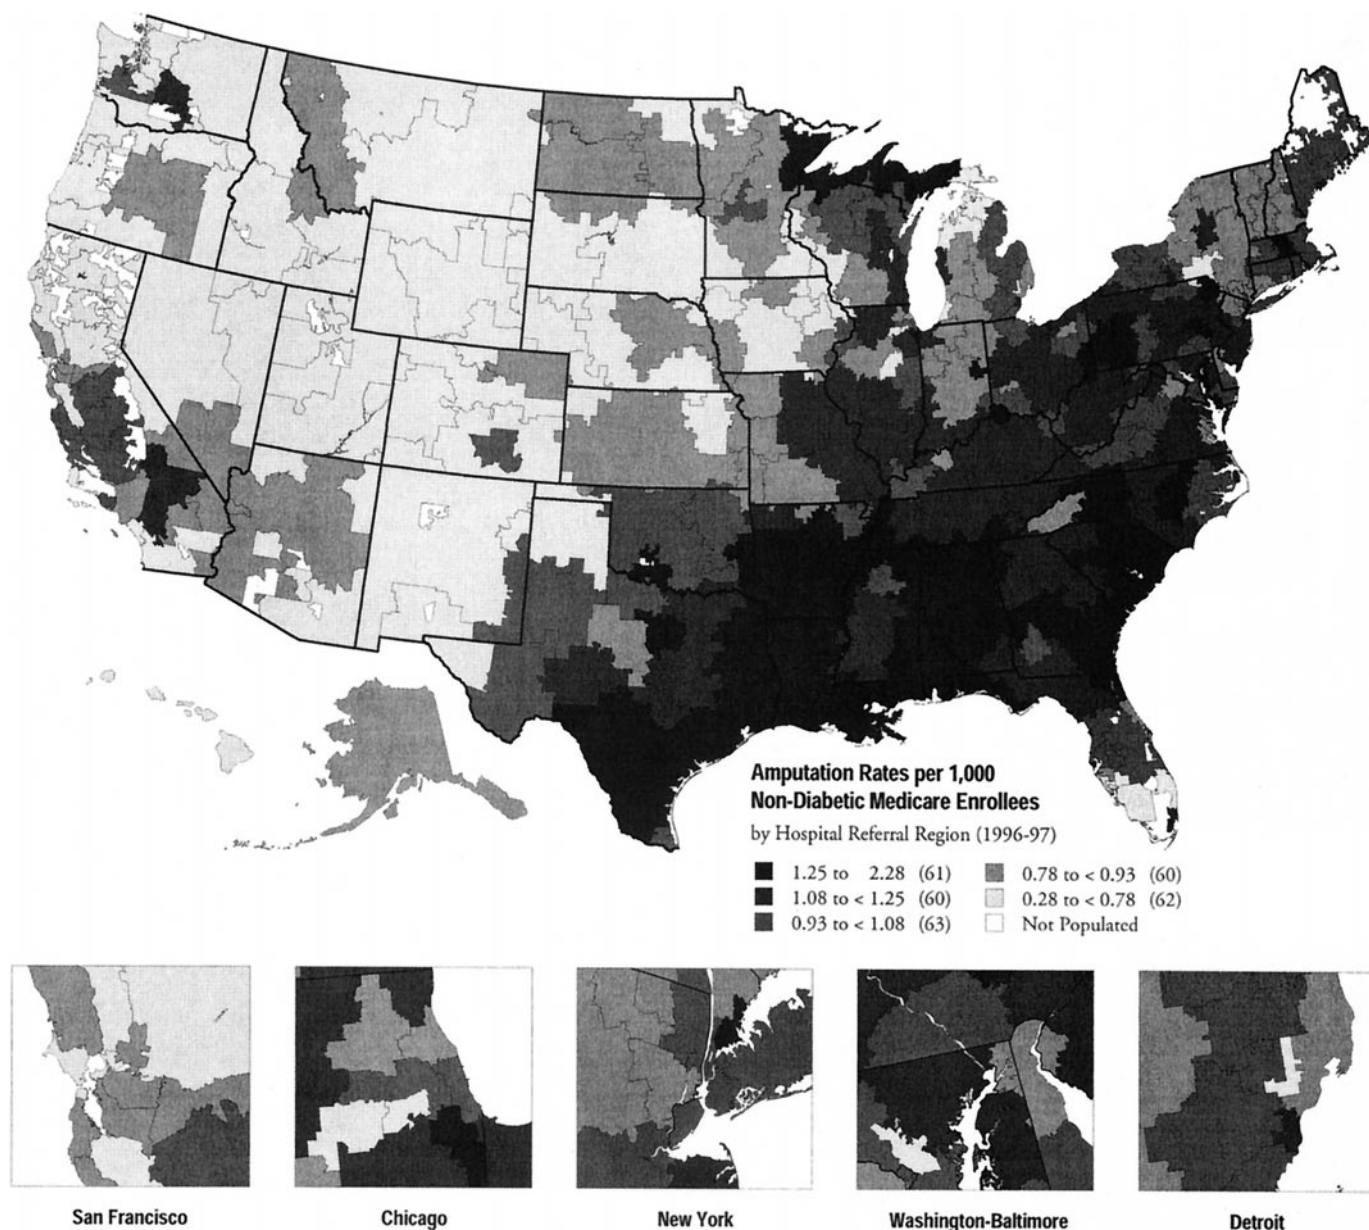 Amputation Rates per 1,000
Non-Diabetic Medicare Enrollees
by Hospital Referral Region (1996-97)
1.25 to 2.28 (61)
1.08 to < 1.25 (60)
0.93 to < 1.08 (63)
0.78 to < 0.93 (60)
0.28 to < 0.78 (62)
Not Populated
San Francisco
Chicago
New York
Washington-Baltimore
Detroit